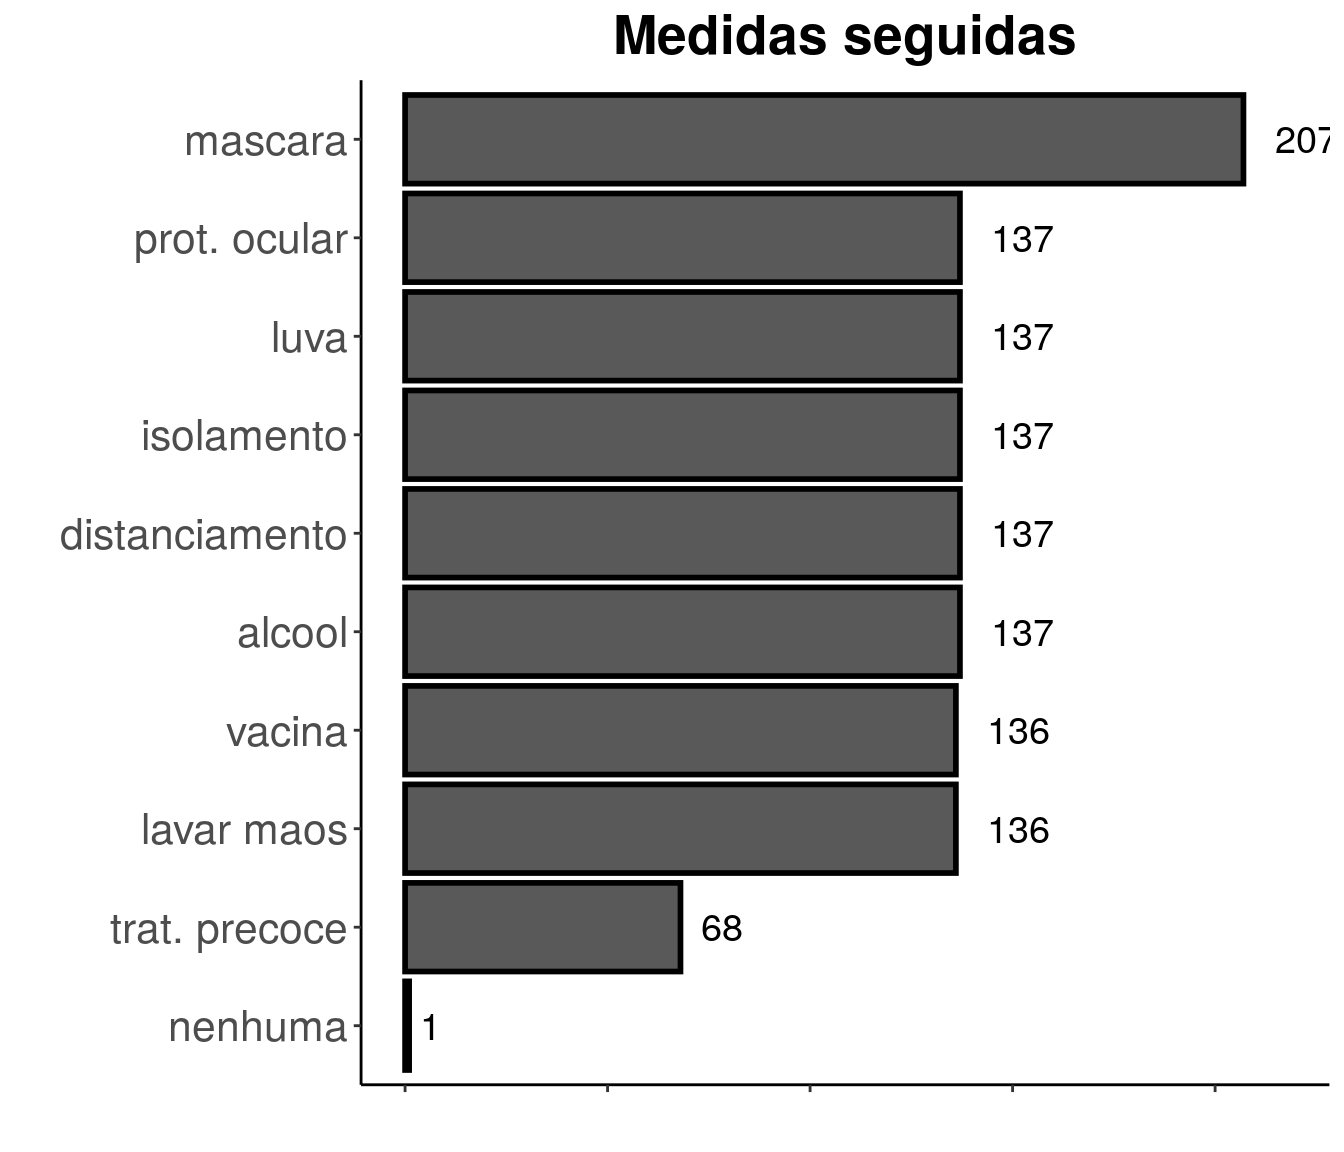 Medidas seguidas
mascara 207
prot. ocular 137
luva 137
isolamento 137
distanciamento 137
alcool 137
vacina 136
lavar maos 136
trat. precoce 68
nenhuma 1